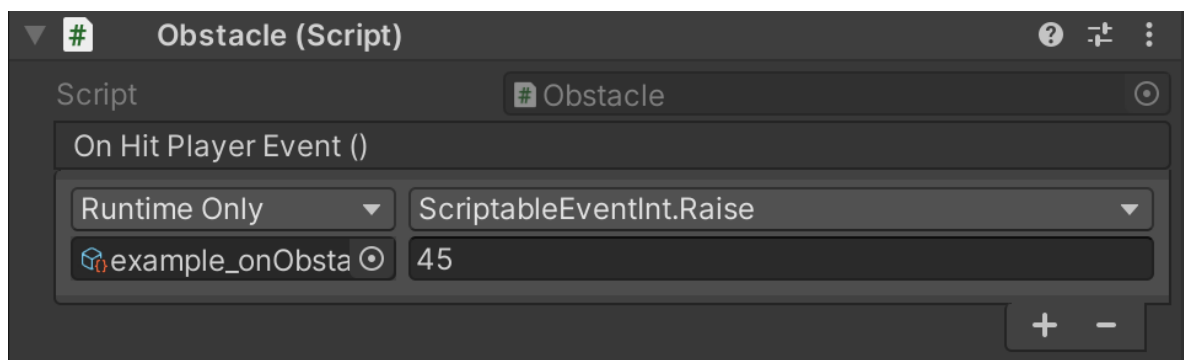 # Obstacle (Script)
Script # Obstacle
On Hit Player Event ()
Runtime Only ScriptableEventInt.Raise
example_onObsta 45